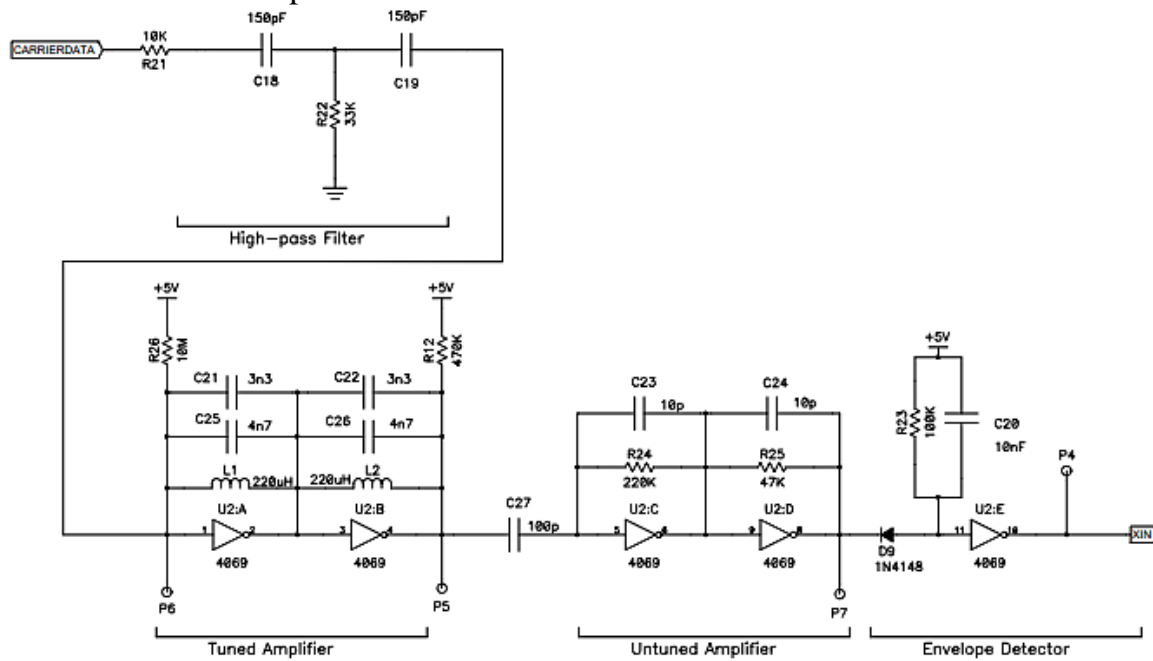 150pF 150pF
CARRIERDATA 10K
R21 C18 C19
R22 33K
High-pass Filter
+5V +5V
R26 10M R12 470K
C21 3n3 C22 3n3
C25 4n7 C26 4n7
L1 220uH 220uH L2
U2:A U2:B
1 2 3 4
4069 4069
P6 P5
Tuned Amplifier
C27 100p
C23 10p C24 10p
R24 220K R25 47K
U2:C U2:D
5 6 9 8
4069 4069
P7
Untuned Amplifier
+5V
R23 100K C20 10nF
P4
U2:E
11 10
D9
1N4148 4069
XIN
Envelope Detector